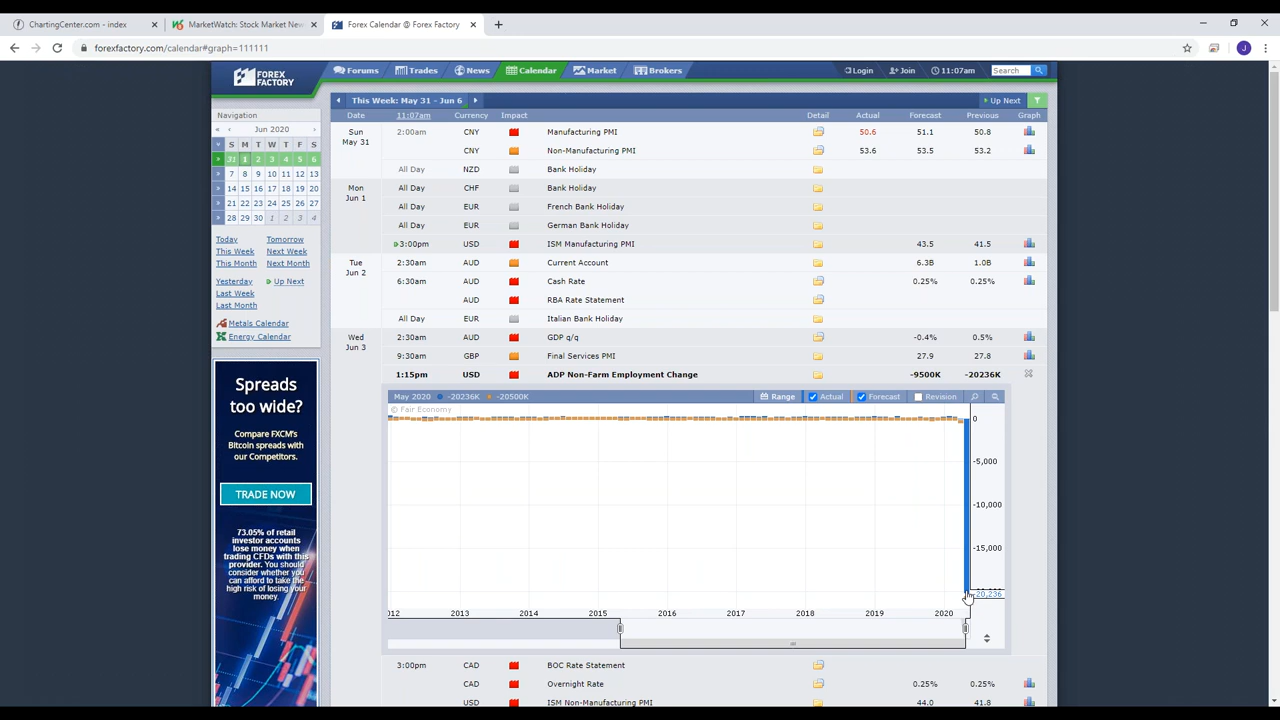 ChartingCenter.com - index
MarketWatch: Stock Market New
Forex Calendar @ Forex Factory
forexfactory.com/calendar#graph=111111
J
FOREX FACTORY
Forums Trades News Calendar Market Brokers Login Join 11:07am Search
Navigation
Jun 2020
S M T W T F S
31 1 2 3 4 5 6
7 8 9 10 11 12 13
14 15 16 17 18 19 20
21 22 23 24 25 26 27
28 29 30 1 2 3 4
Today Tomorrow
This Week Next Week
This Month Next Month
Yesterday Up Next
Last Week
Last Month
Metals Calendar
Energy Calendar
Spreads
too wide?
Compare FXCM's
Bitcoin spreads with
our Competitors.
TRADE NOW
73.05% of retail
investor accounts
lose money when
trading CFDs with this
provider. You should
consider whether you
can afford to take the
high risk of losing your
money.
This Week: May 31 - Jun 6 Up Next
Date 11:07am Currency Impact Detail Actual Forecast Previous Graph
Sun May 31 2:00am CNY Manufacturing PMI 50.6 51.1 50.8
CNY Non-Manufacturing PMI 53.6 53.5 53.2
All Day NZD Bank Holiday
Mon Jun 1 All Day CHF Bank Holiday
All Day EUR French Bank Holiday
All Day EUR German Bank Holiday
3:00pm USD ISM Manufacturing PMI 43.5 41.5
Tue Jun 2 2:30am AUD Current Account 6.3B 1.0B
6:30am AUD Cash Rate 0.25% 0.25%
AUD RBA Rate Statement
All Day EUR Italian Bank Holiday
Wed Jun 3 2:30am AUD GDP q/q -0.4% 0.5%
9:30am GBP Final Services PMI 27.9 27.8
1:15pm USD ADP Non-Farm Employment Change -9500K -20236K
May 2020 -20236K -20500K Range Actual Forecast Revision
© Fair Economy
0
-5,000
-10,000
-15,000
20,236
012 2013 2014 2015 2016 2017 2018 2019 2020
3:00pm CAD BOC Rate Statement
CAD Overnight Rate 0.25% 0.25%
USD ISM Non-Manufacturing PMI 44.0 41.8